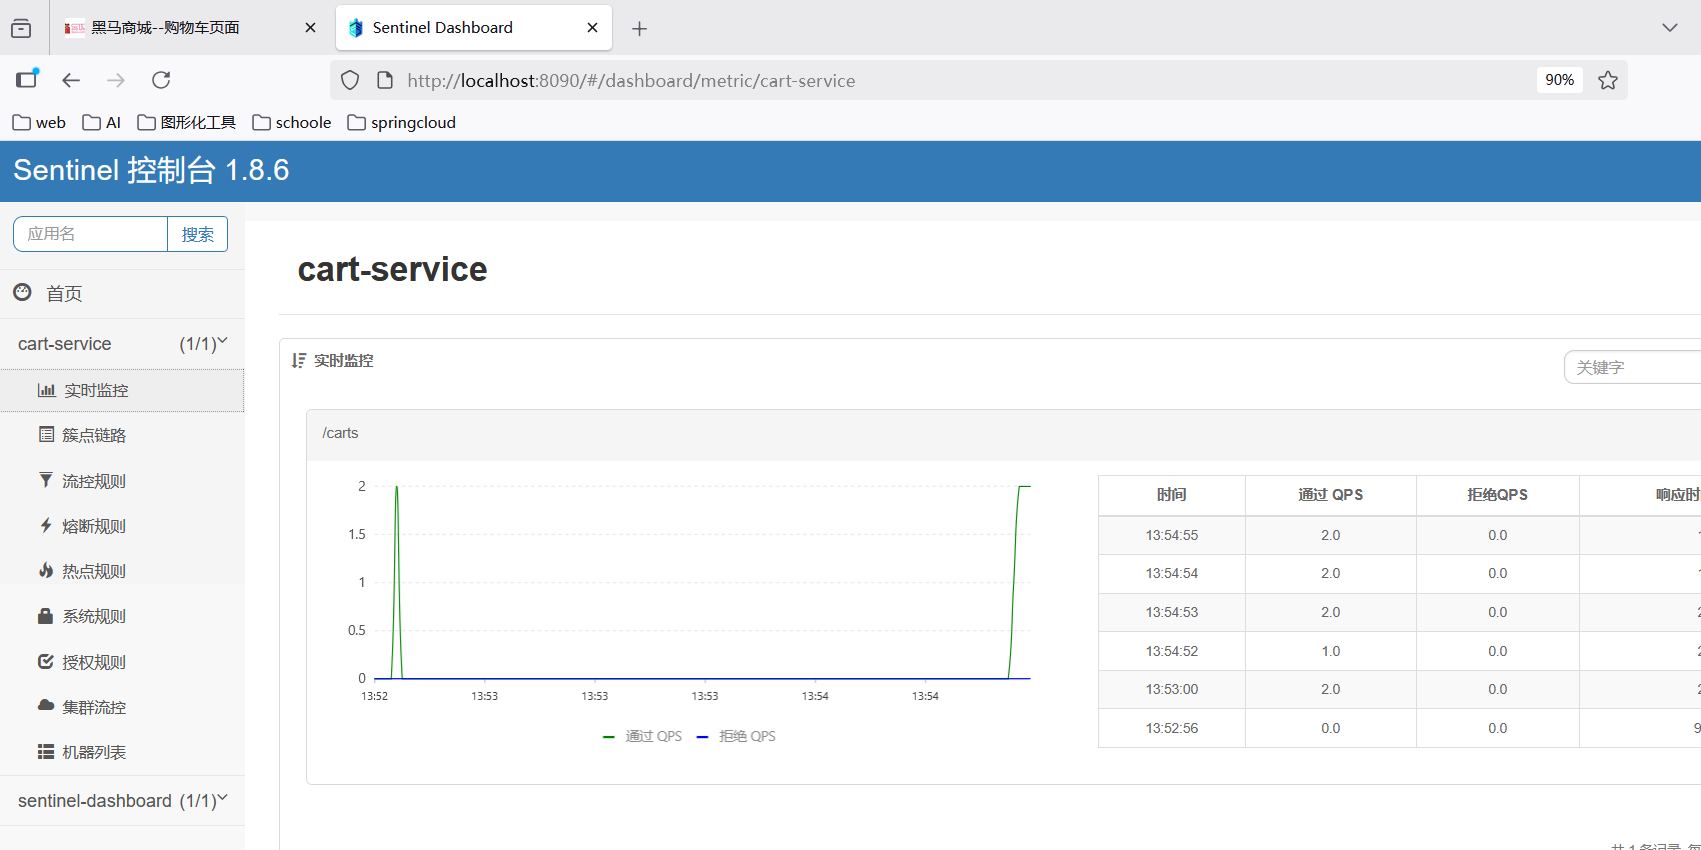 黑马商城--购物车页面
Sentinel Dashboard
http://localhost:8090/#/dashboard/metric/cart-service
90%
web
AI
图形化工具
schoole
springcloud
Sentinel 控制台 1.8.6
应用名
搜索
首页
cart-service (1/1)
实时监控
簇点链路
流控规则
熔断规则
热点规则
系统规则
授权规则
集群流控
机器列表
sentinel-dashboard (1/1)
cart-service
实时监控
关键字
/carts
2
1.5
1
0.5
0
13:52 13:53 13:53 13:53 13:54 13:54
通过 QPS 拒绝 QPS
时间 通过 QPS 拒绝QPS 响应时
13:54:55 2.0 0.0
13:54:54 2.0 0.0
13:54:53 2.0 0.0 2
13:54:52 1.0 0.0 2
13:53:00 2.0 0.0 2
13:52:56 0.0 0.0 9
共 1 条记录